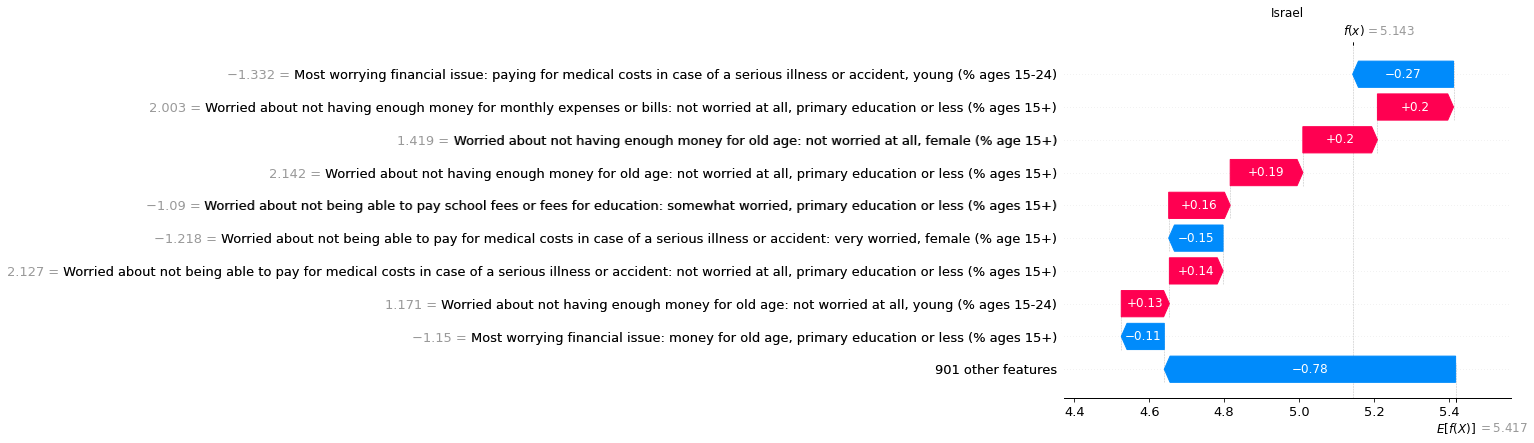 Israel
f(x) = 5.143
−1.332 = Most worrying financial issue: paying for medical costs in case of a serious illness or accident, young (% ages 15-24)
−0.27
2.003 = Worried about not having enough money for monthly expenses or bills: not worried at all, primary education or less (% ages 15+)
+0.2
1.419 = Worried about not having enough money for old age: not worried at all, female (% age 15+)
+0.2
2.142 = Worried about not having enough money for old age: not worried at all, primary education or less (% ages 15+)
+0.19
−1.09 = Worried about not being able to pay school fees or fees for education: somewhat worried, primary education or less (% ages 15+)
+0.16
−1.218 = Worried about not being able to pay for medical costs in case of a serious illness or accident: very worried, female (% age 15+)
−0.15
2.127 = Worried about not being able to pay for medical costs in case of a serious illness or accident: not worried at all, primary education or less (% ages 15+)
+0.14
1.171 = Worried about not having enough money for old age: not worried at all, young (% ages 15-24)
+0.13
−1.15 = Most worrying financial issue: money for old age, primary education or less (% ages 15+)
−0.11
901 other features
−0.78
4.4 4.6 4.8 5.0 5.2 5.4
E[f(X)] = 5.417